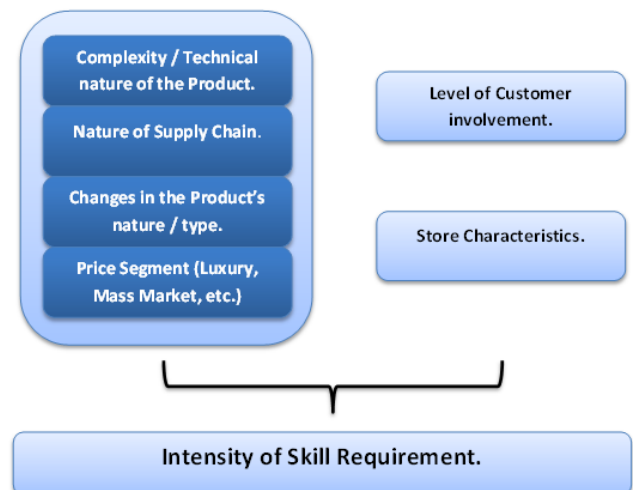 Complexity / Technical
nature of the Product.
Nature of Supply Chain.
Changes in the Product's
nature / type.
Price Segment (Luxury,
Mass Market, etc.)
Level of Customer
involvement.
Store Characteristics.
Intensity of Skill Requirement.